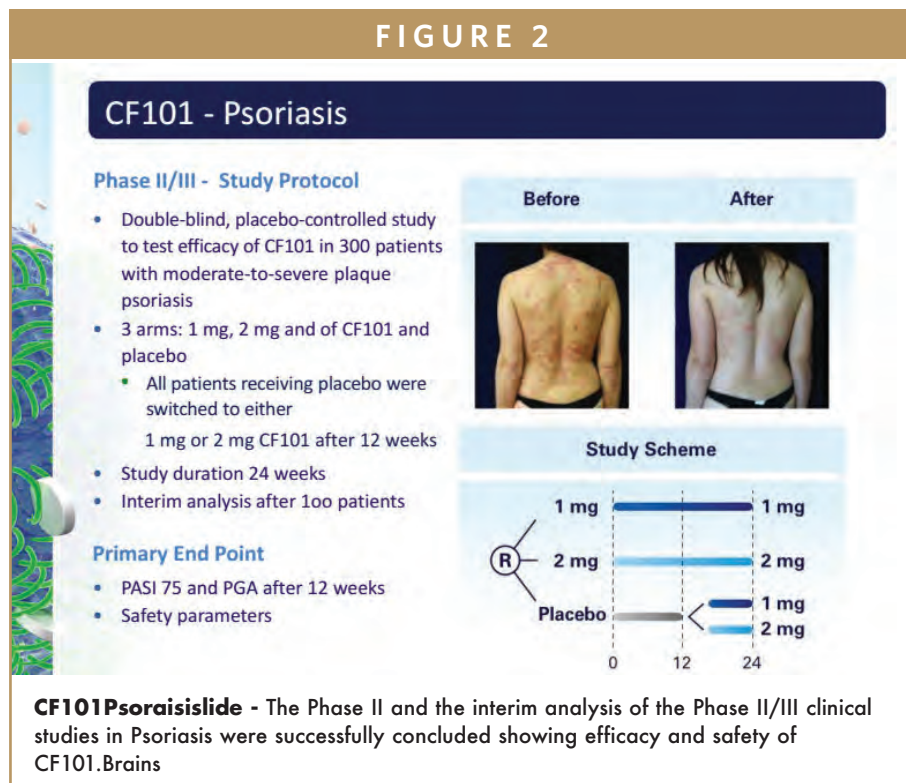 FIGURE 2
CF101 - Psoriasis
Phase II/III - Study Protocol
• Double-blind, placebo-controlled study
to test efficacy of CF101 in 300 patients
with moderate-to-severe plaque
psoriasis
• 3 arms: 1 mg, 2 mg and of CF101 and
placebo
• All patients receiving placebo were
switched to either
1 mg or 2 mg CF101 after 12 weeks
• Study duration 24 weeks
• Interim analysis after 1oo patients
Primary End Point
• PASI 75 and PGA after 12 weeks
• Safety parameters
Before After
Study Scheme
1 mg 1 mg
R 2 mg 2 mg
Placebo 1 mg
2 mg
0 12 24
CF101Psoraisislide - The Phase II and the interim analysis of the Phase II/III clinical
studies in Psoriasis were successfully concluded showing efficacy and safety of
CF101.Brains